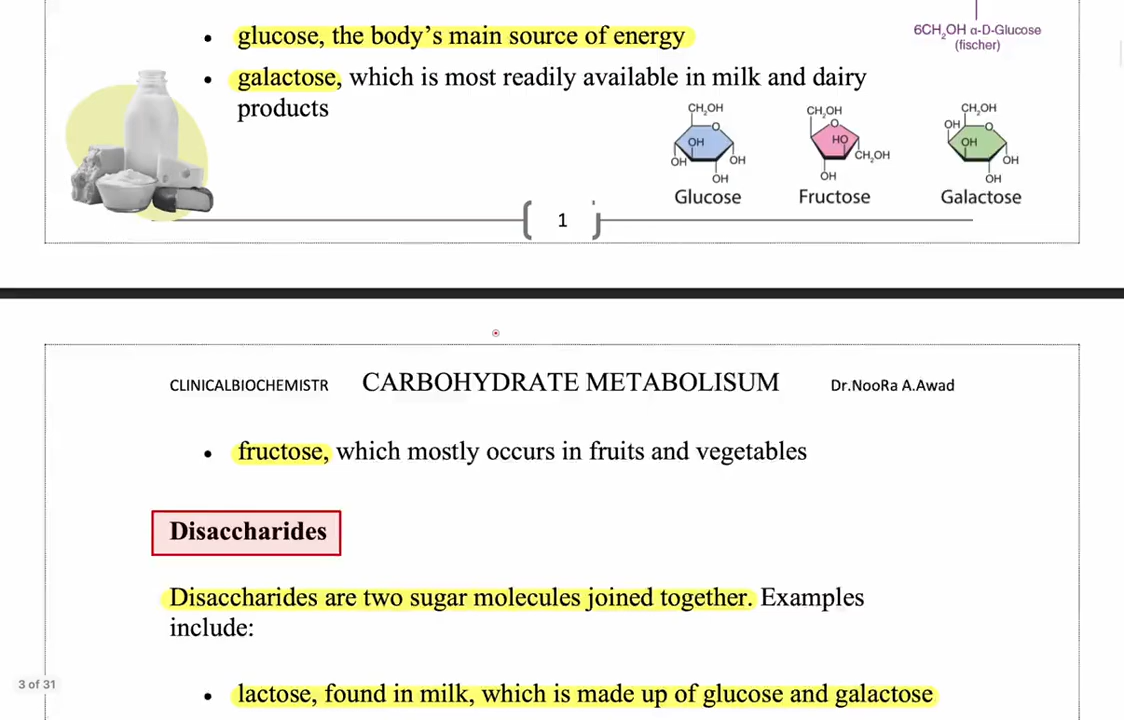 6CH₂OH α-D-Glucose
(fischer)
• glucose, the body’s main source of energy
• galactose, which is most readily available in milk and dairy
products
CH₂OH
O
OH
OH
OH
OH
Glucose
CH₂OH
O
HO
CH₂OH
OH
Fructose
CH₂OH
OH
O
OH
OH
OH
Galactose
1
CLINICALBIOCHEMISTR CARBOHYDRATE METABOLISUM Dr.NooRa A.Awad
• fructose, which mostly occurs in fruits and vegetables
Disaccharides
Disaccharides are two sugar molecules joined together. Examples
include:
3 of 31
• lactose, found in milk, which is made up of glucose and galactose